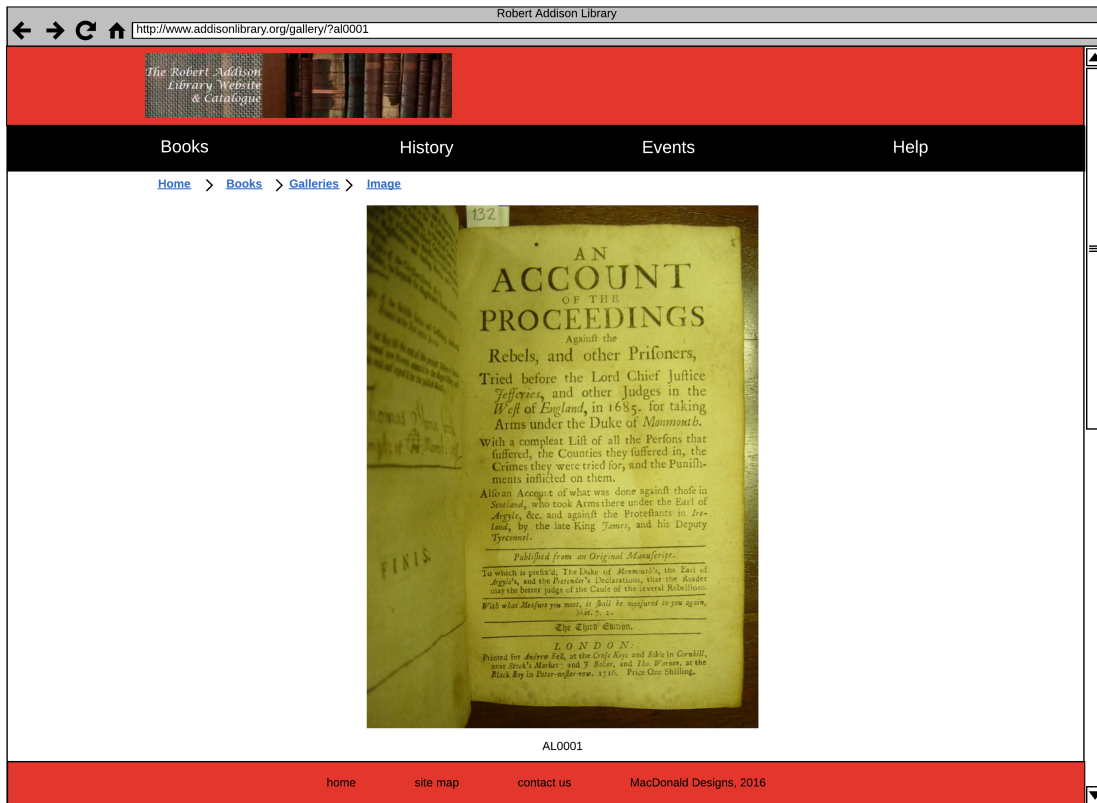 Robert Addison Library
http://www.addisonlibrary.org/gallery/?al0001
The Robert Addison
Library Website
& Catalogue
Books History Events Help
Home > Books > Galleries > Image
132
AN
ACCOUNT
OF THE
PROCEEDINGS
Againſt the
Rebels, and other Priſoners,
Tried before the Lord Chief Juſtice
Jefferies, and other Judges in the
Weſt of England, in 1685. for taking
Arms under the Duke of Monmouth.
With a compleat Liſt of all the Perſons that
ſuffered, the Counties they ſuffered in, the
Crimes they were tried for, and the Puniſh-
ments inflicted on them.
Alſo an Account of what was done againſt thoſe in
Scotland, who took Arms there under the Earl of
Argyle, &c. and againſt the Proteſtants in Ire-
land, by the late King James, and his Deputy
Tyrconnel.
Publiſhed from an Original Manuſcript.
To which is prefix'd, The Duke of Monmouth's, the Earl of
Argyle's, and the Pretender's Declarations, that the Reader
may the better judge of the Cauſe of the ſeveral Rebellions.
With what Meaſure you meet, it ſhall be meaſured to you again,
Mat. 7. 2.
The Third Edition.
LONDON:
Printed for Andrew Bell, at the Croſs Keys and Bible in Cornhill,
near Stock's Market; and J Baker, and Tho. Warner, at the
Black Boy in Pater-noſter-row. 1716. Price One Shilling.
FINIS.
AL0001
home site map contact us MacDonald Designs, 2016